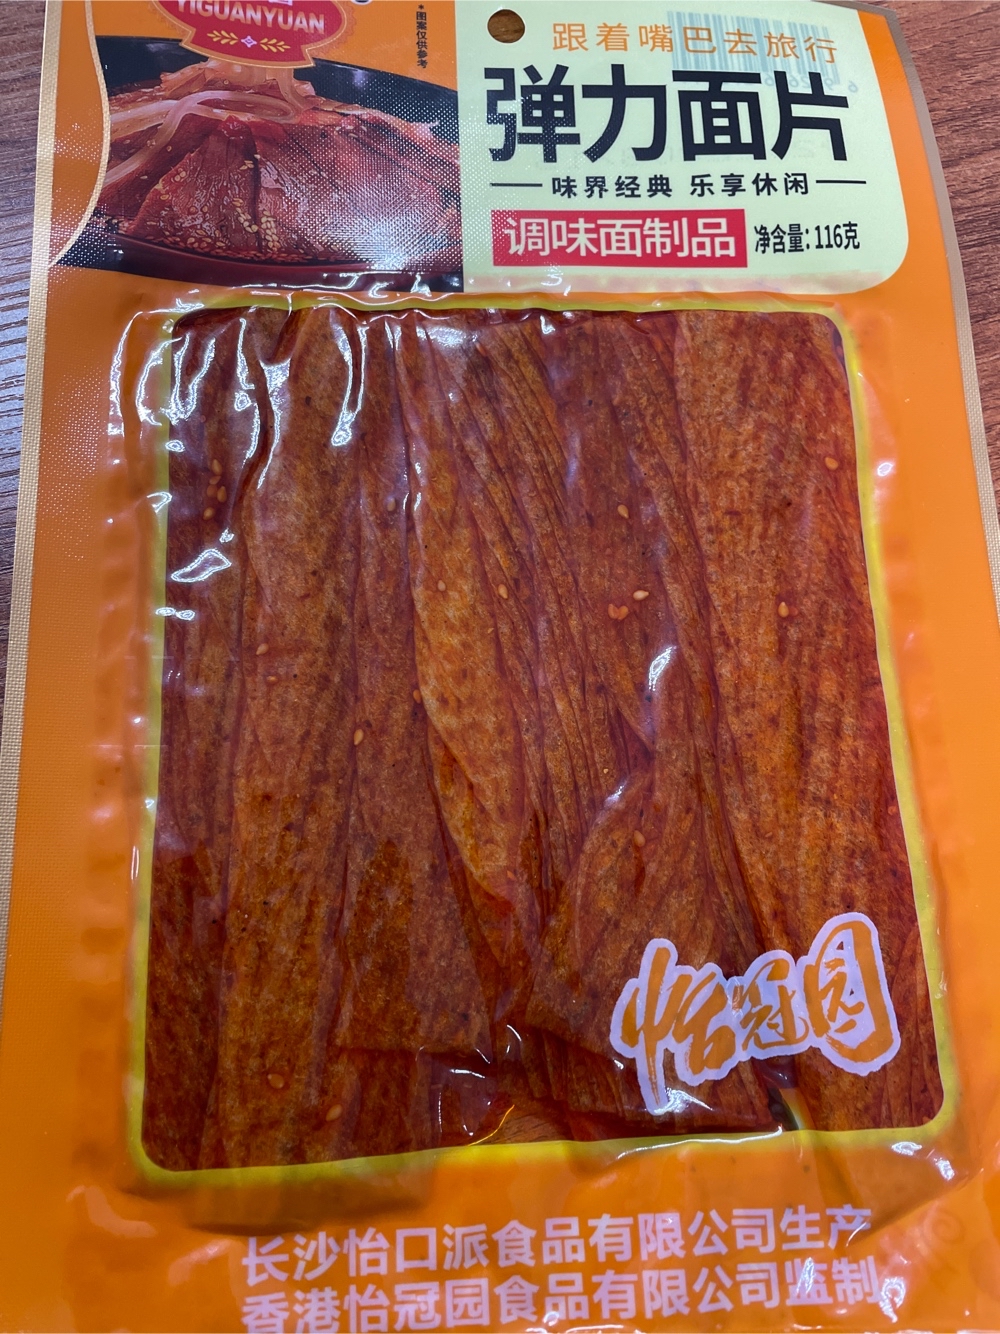 YIGUANYUAN
*图案仅供参考
跟着嘴巴去旅行
弹力面片
味界经典 乐享休闲
调味面制品
净含量:116克
怡冠园
长沙怡口派食品有限公司生产
香港怡冠园食品有限公司监制